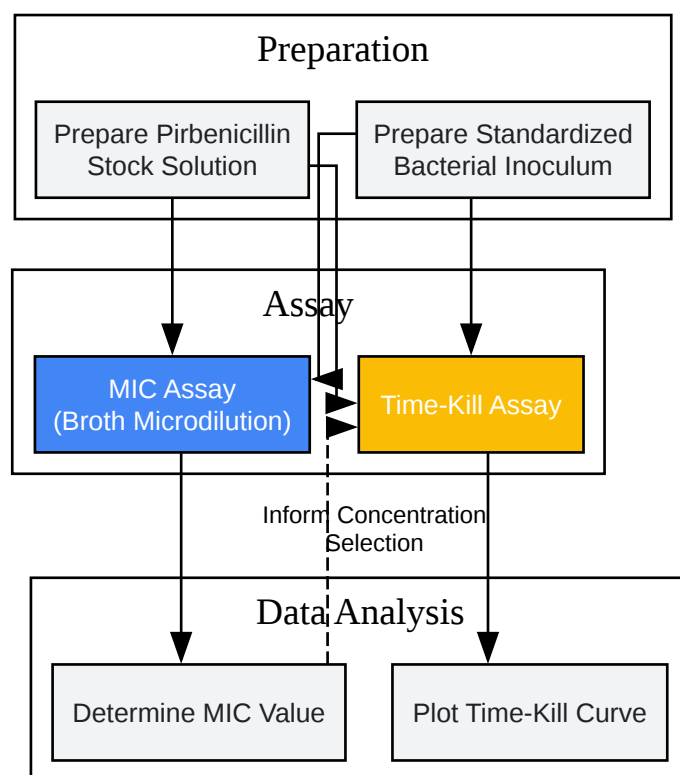 Preparation
Prepare Pirbenicillin
Stock Solution
Prepare Standardized
Bacterial Inoculum
Assay
MIC Assay
(Broth Microdilution)
Time-Kill Assay
Inform Concentration
Selection
Data Analysis
Determine MIC Value
Plot Time-Kill Curve